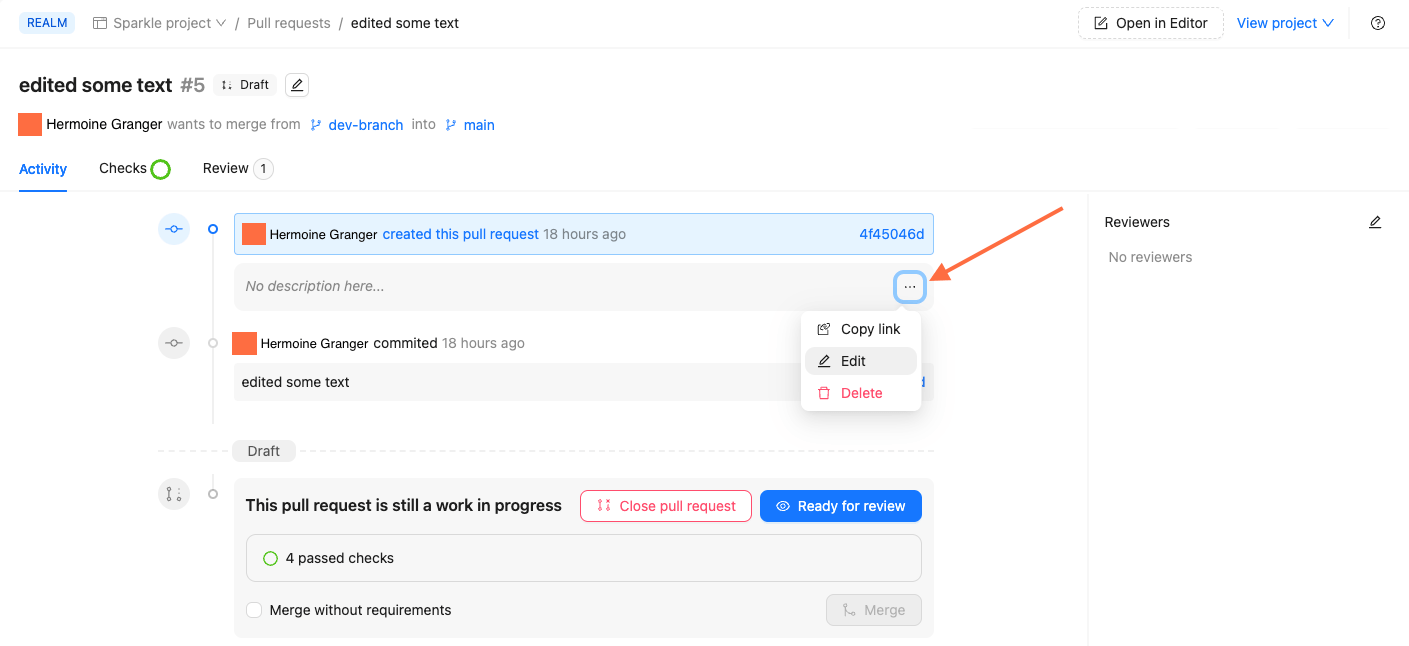 REALM Sparkle project / Pull requests / edited some text Open in Editor View project
edited some text #5 Draft
Hermoine Granger wants to merge from dev-branch into main
Activity Checks Review 1
Hermoine Granger created this pull request 18 hours ago 4f45046d
Reviewers
No reviewers
No description here...
...
Copy link
Edit
Delete
Hermoine Granger commited 18 hours ago
edited some text
Draft
This pull request is still a work in progress Close pull request Ready for review
4 passed checks
Merge without requirements Merge